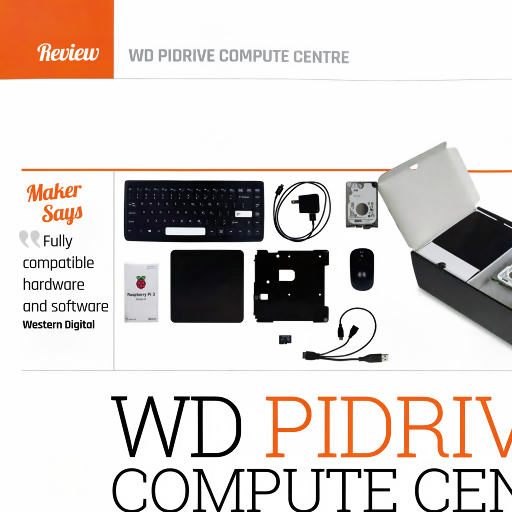 Review
WD PIDRIVE COMPUTE CENTRE
Maker
Says
Fully
compatible
hardware
and software
Western Digital
Raspberry Pi 3
WD PIDRIV
COMPUTE CEN